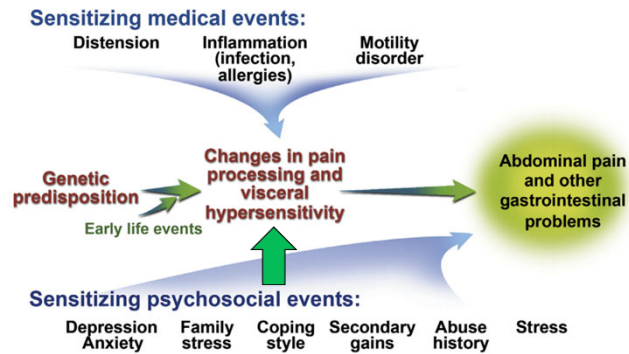 Sensitizing medical events:
Distension
Inflammation
(infection,
allergies)
Motility
disorder
Genetic
predisposition
Early life events
Changes in pain
processing and
visceral
hypersensitivity
Abdominal pain
and other
gastrointestinal
problems
Sensitizing psychosocial events:
Depression
Anxiety
Family
stress
Coping
style
Secondary
gains
Abuse
history
Stress